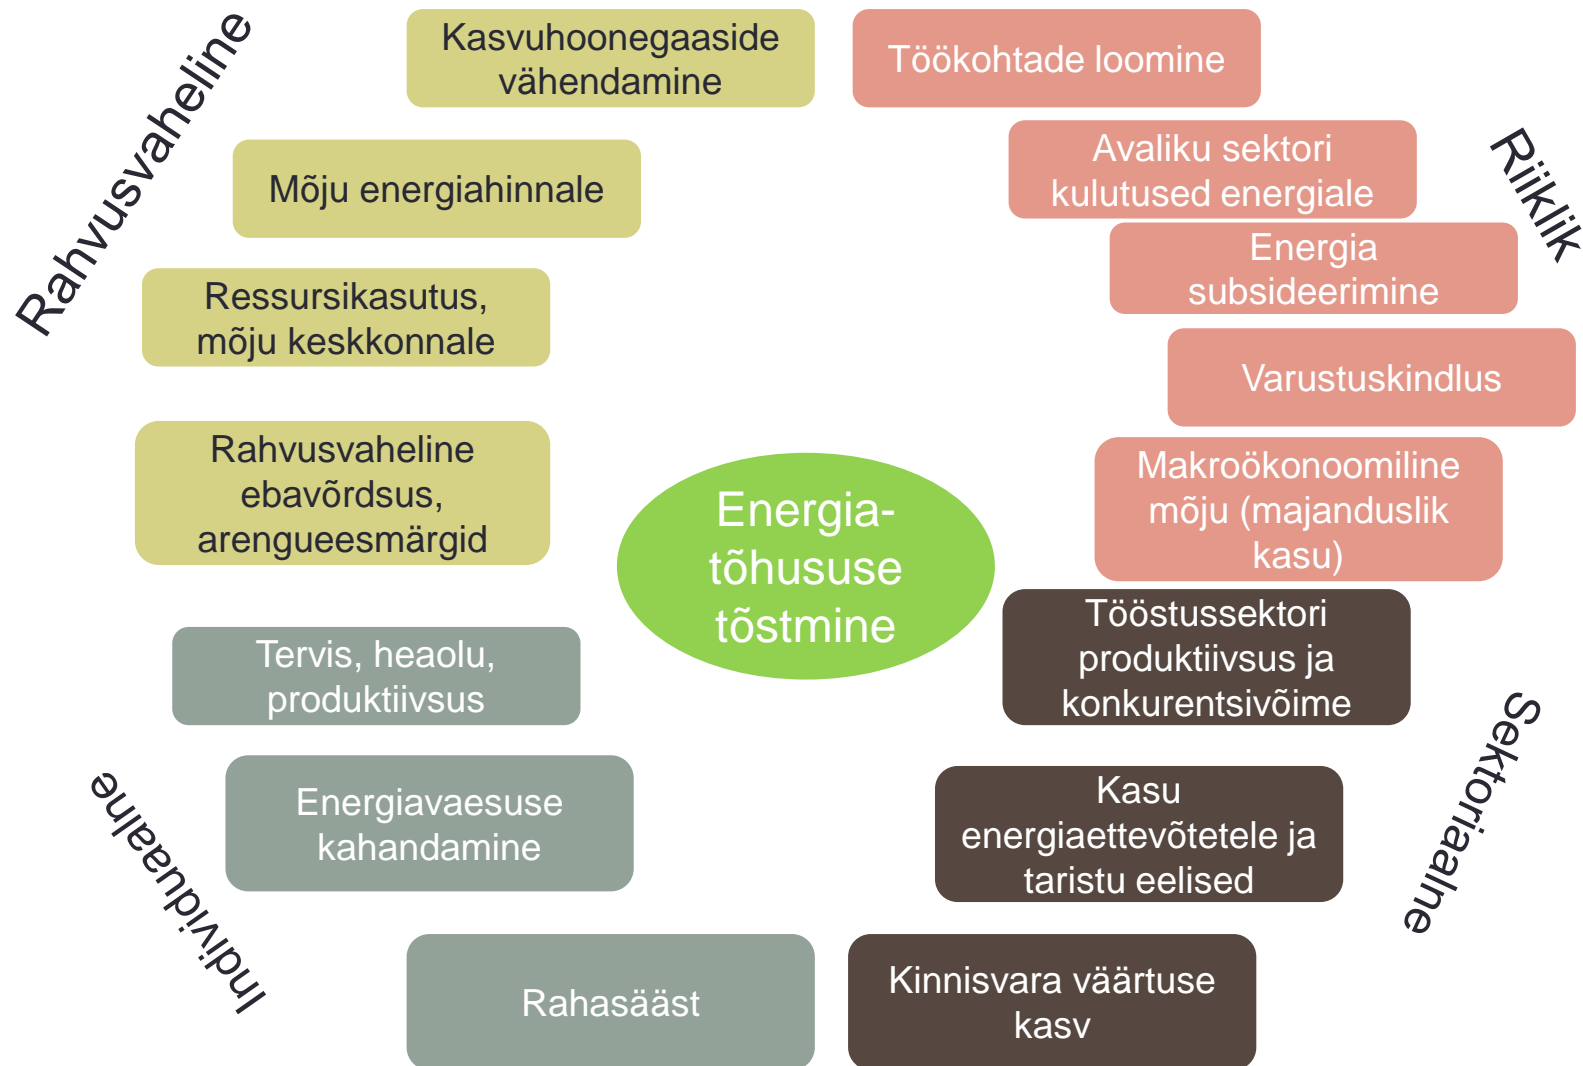 Rahvusvaheline
Kasvuhoonegaaside
vähendamine
Mõju energiahinnale
Ressursikasutus,
mõju keskkonnale
Rahvusvaheline
ebavõrdsus,
arengueesmärgid
Riiklik
Töökohtade loomine
Avaliku sektori
kulutused energiale
Energia
subsideerimine
Varustuskindlus
Makroökonoomiline
mõju (majanduslik
kasu)
Energia-
tõhususe
tõstmine
Individuaalne
Tervis, heaolu,
produktiivsus
Energiavaesuse
kahandamine
Rahasääst
Sektoriaalne
Tööstussektori
produktiivsus ja
konkurentsivõime
Kasu
energiaettevõtetele ja
taristu eelised
Kinnisvara väärtuse
kasv